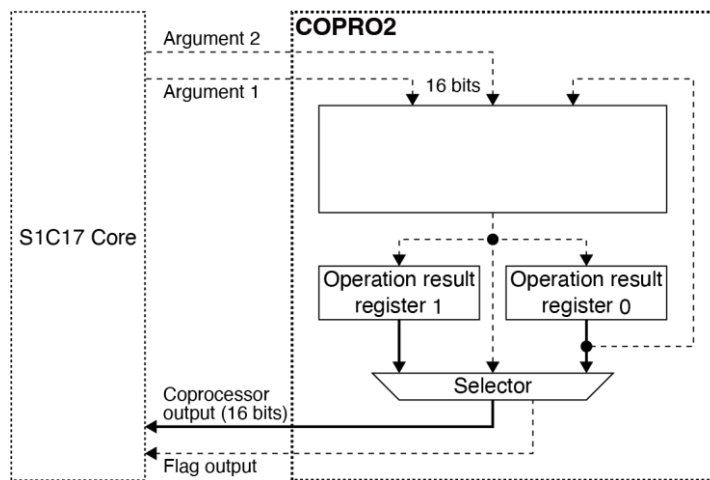 COPRO2
Argument 2
16 bits
Argument 1
S1C17 Core
Operation result
register 1
Operation result
register 0
Selector
Coprocessor
output (16 bits)
Flag output